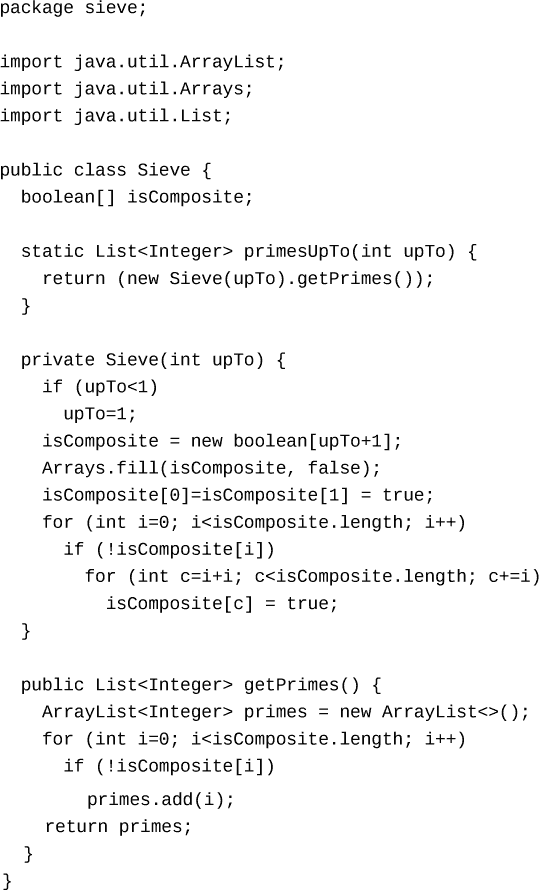 package sieve;

import java.util.ArrayList;
import java.util.Arrays;
import java.util.List;

public class Sieve {
  boolean[] isComposite;

  static List<Integer> primesUpTo(int upTo) {
    return (new Sieve(upTo).getPrimes());
  }

  private Sieve(int upTo) {
    if (upTo<1)
      upTo=1;
    isComposite = new boolean[upTo+1];
    Arrays.fill(isComposite, false);
    isComposite[0]=isComposite[1] = true;
    for (int i=0; i<isComposite.length; i++)
      if (!isComposite[i])
        for (int c=i+i; c<isComposite.length; c+=i)
          isComposite[c] = true;
  }

  public List<Integer> getPrimes() {
    ArrayList<Integer> primes = new ArrayList<>();
    for (int i=0; i<isComposite.length; i++)
      if (!isComposite[i])
        primes.add(i);
    return primes;
  }
}